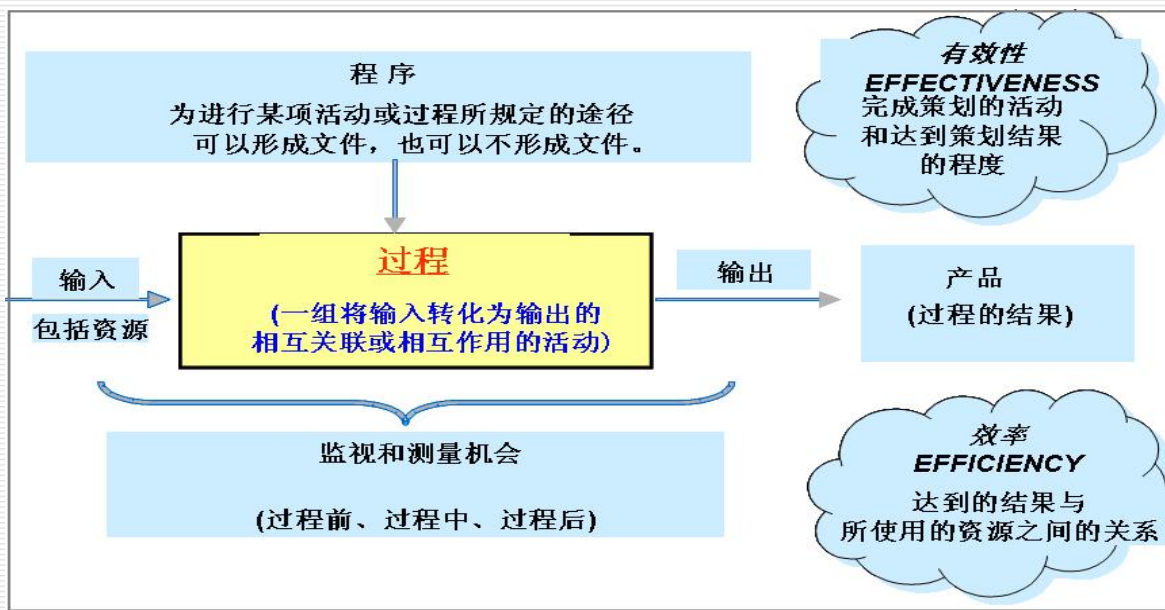 程 序
为进行某项活动或过程所规定的途径
可以形成文件，也可以不形成文件。
有效性
EFFECTIVENESS
完成策划的活动
和达到策划结果
的程度
输入
包括资源
过程
(一组将输入转化为输出的
相互关联或相互作用的活动)
输出
产品
(过程的结果)
监视和测量机会
(过程前、过程中、过程后)
效率
EFFICIENCY
达到的结果与
所使用的资源之间的关系